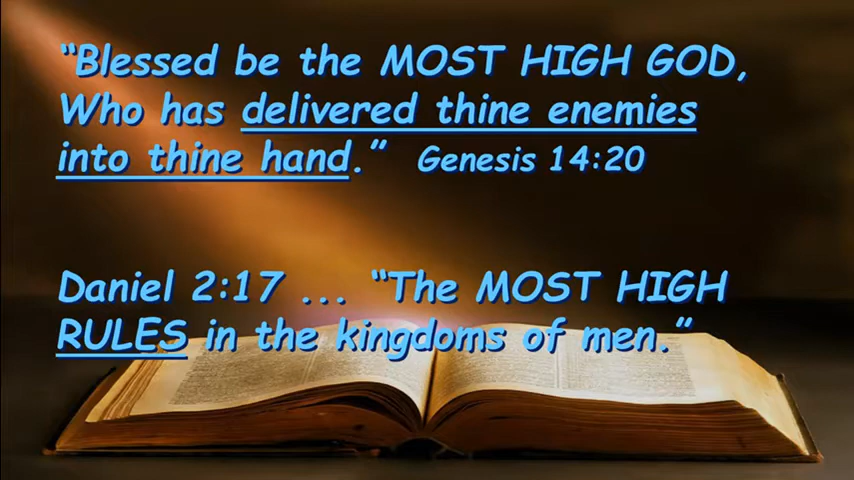 “Blessed be the MOST HIGH GOD,
Who has delivered thine enemies
into thine hand.” Genesis 14:20
Daniel 2:17 ... “The MOST HIGH
RULES in the kingdoms of men.”